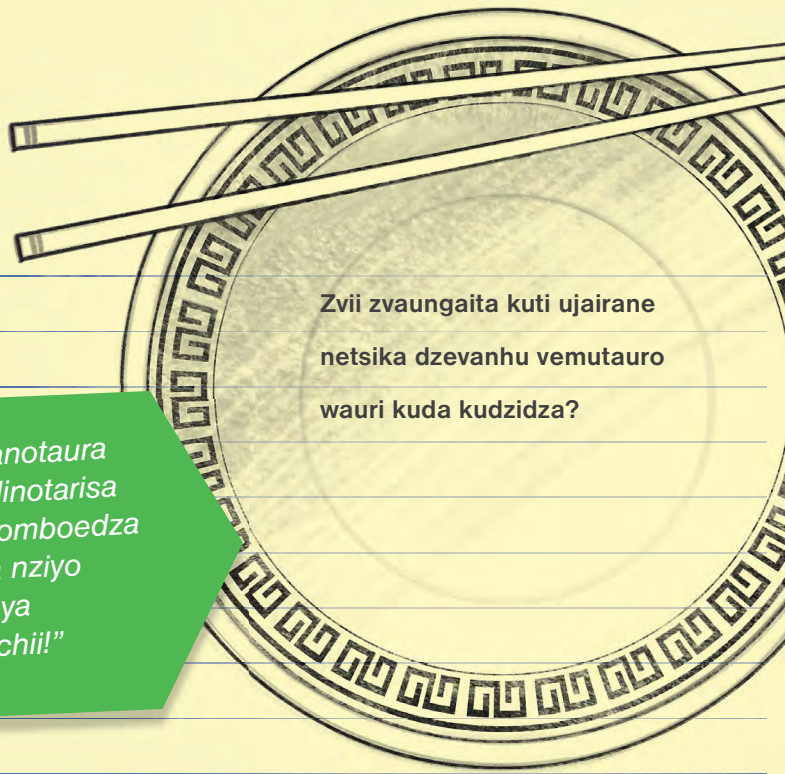 Zvii zvaungaita kuti ujairane
netsika dzevanhu vemutauro
wauri kuda kudzidza?
anotaura
dinotarisa
omboedza
nziyo
ya
chii!”